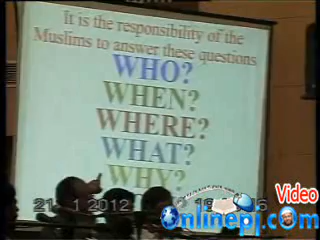 It is the responsibility of the
Muslims to answer these questions
WHO?
WHEN?
WHERE?
WHAT?
WHY?
21 1 2012
Video
Onlinepj.com